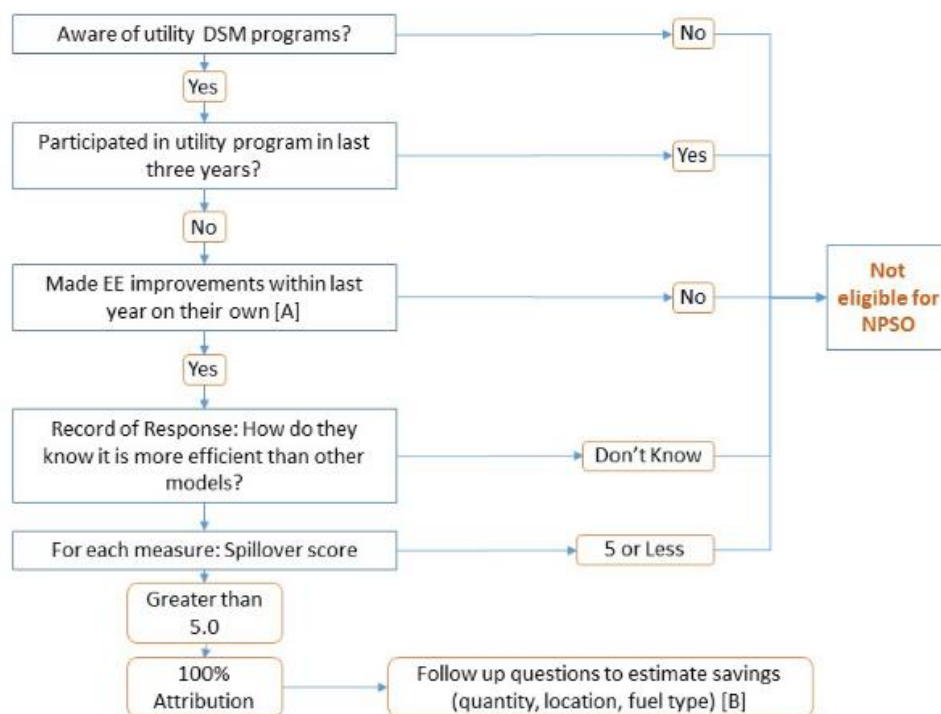 Aware of utility DSM programs?
No
Yes
Participated in utility program in last
three years?
Yes
No
Made EE improvements within last
year on their own [A]
No
Not
eligible for
NPSO
Yes
Record of Response: How do they
know it is more efficient than other
models?
Don't Know
For each measure: Spillover score
5 or Less
Greater than
5.0
100%
Attribution
Follow up questions to estimate savings
(quantity, location, fuel type) [B]